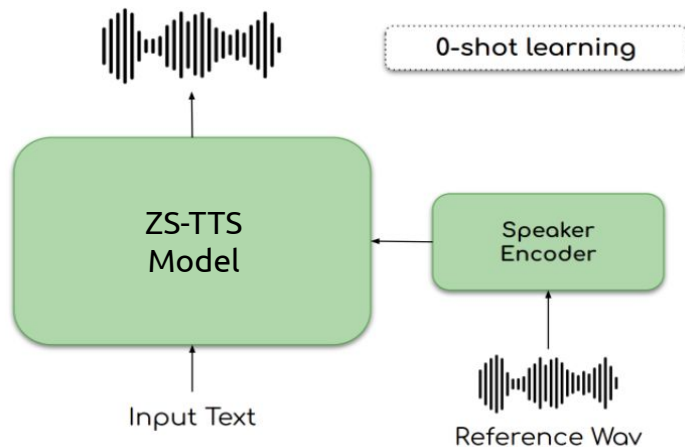 0-shot learning
ZS-TTS
Model
Speaker
Encoder
Input Text
Reference Wav